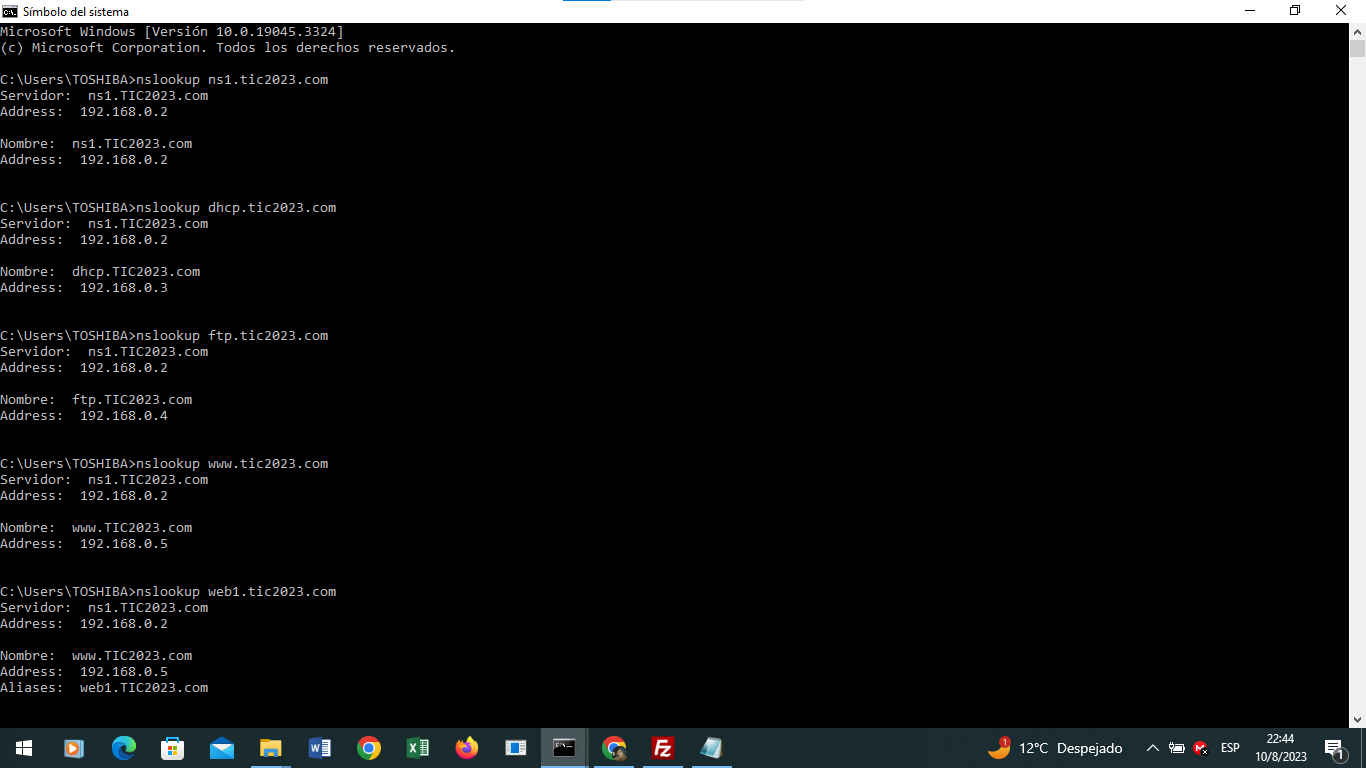 Símbolo del sistema
Microsoft Windows [Versión 10.0.19045.3324]
(c) Microsoft Corporation. Todos los derechos reservados.
C:\Users\TOSHIBA>nslookup ns1.tic2023.com
Servidor:  ns1.TIC2023.com
Address:  192.168.0.2
Nombre:  ns1.TIC2023.com
Address:  192.168.0.2
C:\Users\TOSHIBA>nslookup dhcp.tic2023.com
Servidor:  ns1.TIC2023.com
Address:  192.168.0.2
Nombre:  dhcp.TIC2023.com
Address:  192.168.0.3
C:\Users\TOSHIBA>nslookup ftp.tic2023.com
Servidor:  ns1.TIC2023.com
Address:  192.168.0.2
Nombre:  ftp.TIC2023.com
Address:  192.168.0.4
C:\Users\TOSHIBA>nslookup www.tic2023.com
Servidor:  ns1.TIC2023.com
Address:  192.168.0.2
Nombre:  www.TIC2023.com
Address:  192.168.0.5
C:\Users\TOSHIBA>nslookup web1.tic2023.com
Servidor:  ns1.TIC2023.com
Address:  192.168.0.2
Nombre:  www.TIC2023.com
Address:  192.168.0.5
Aliases:  web1.TIC2023.com
1 12°C Despejado ESP 22:44
10/8/2023 1